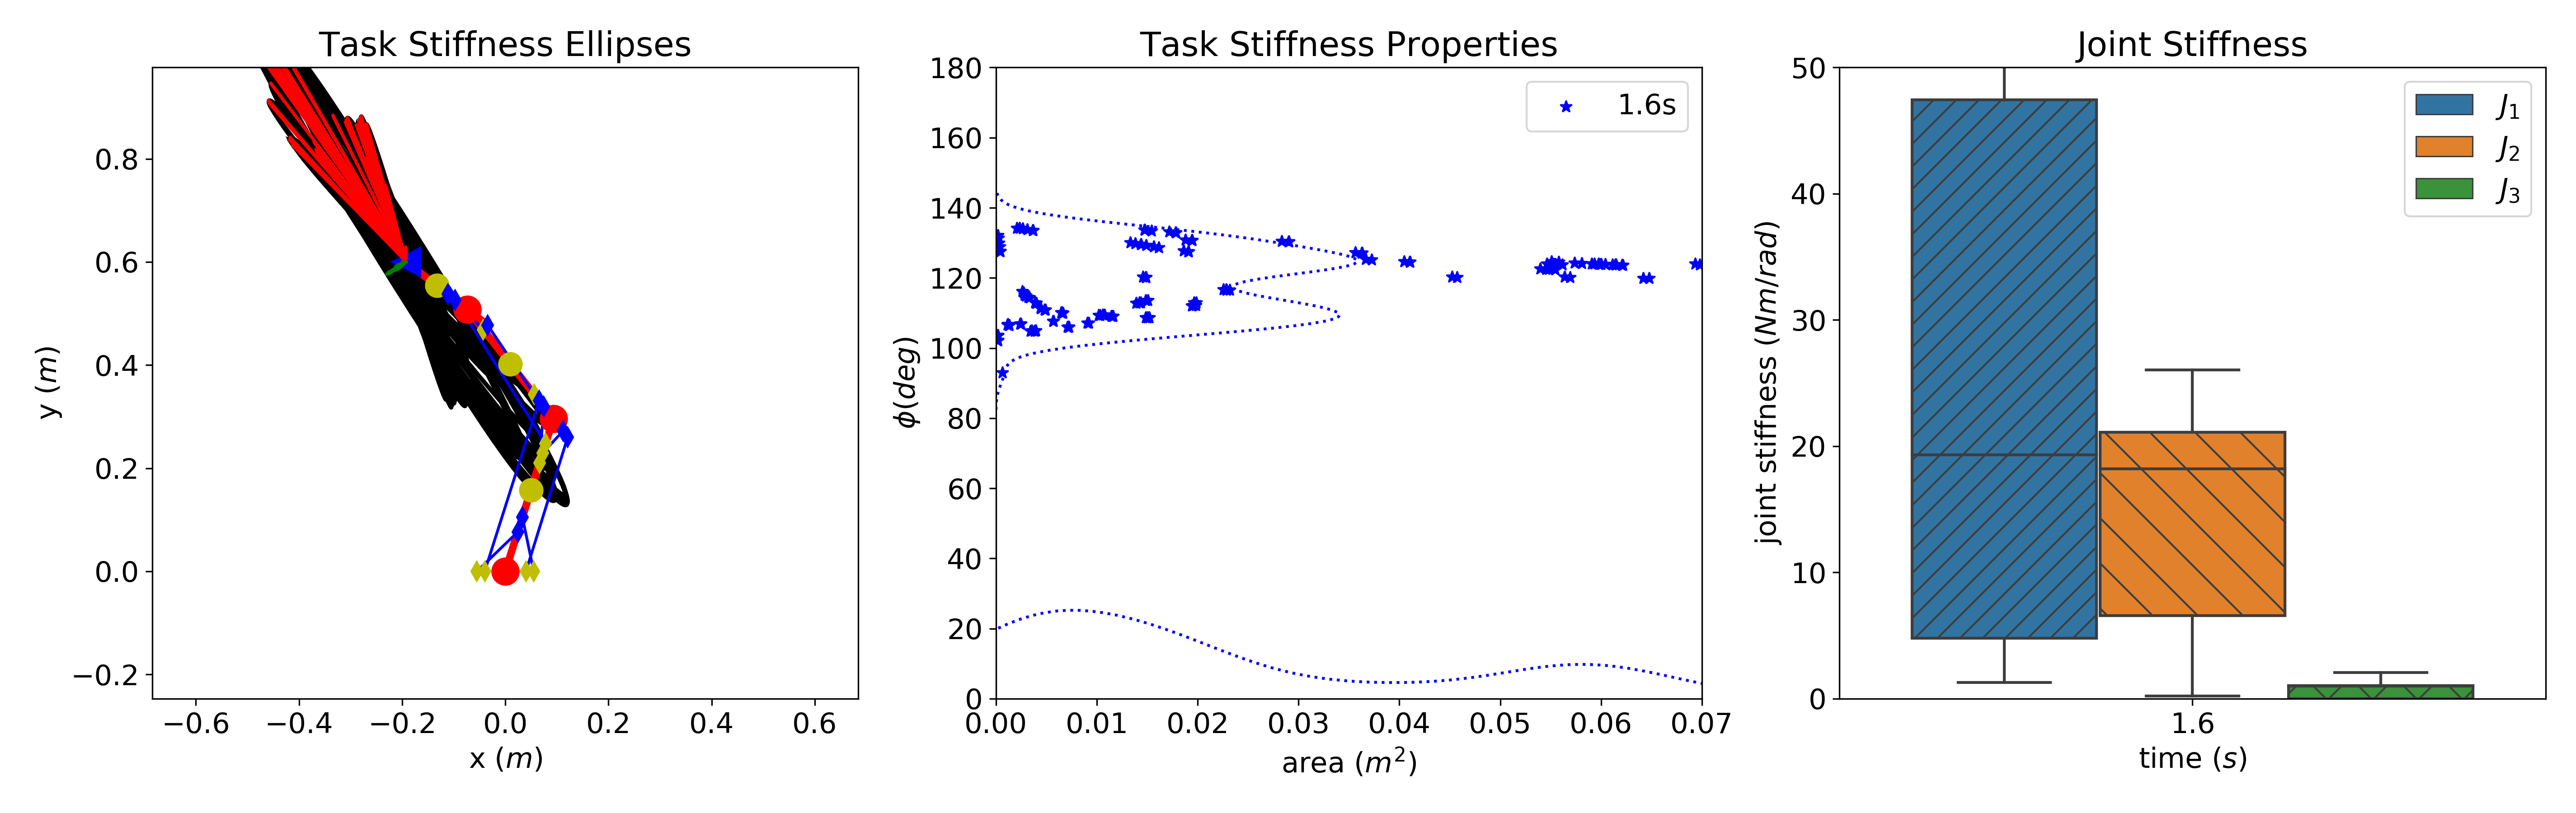 Task Stiffness Ellipses
0.8
0.6
0.4
0.2
0.0
−0.2
y (m)
−0.6 −0.4 −0.2 0.0 0.2 0.4 0.6
x (m)
Task Stiffness Properties
180
160
140
120
100
80
60
40
20
0
ϕ(deg)
1.6s
0.00 0.01 0.02 0.03 0.04 0.05 0.06 0.07
area (m²)
Joint Stiffness
50
40
30
20
10
0
joint stiffness (Nm/rad)
J₁
J₂
J₃
1.6
time (s)